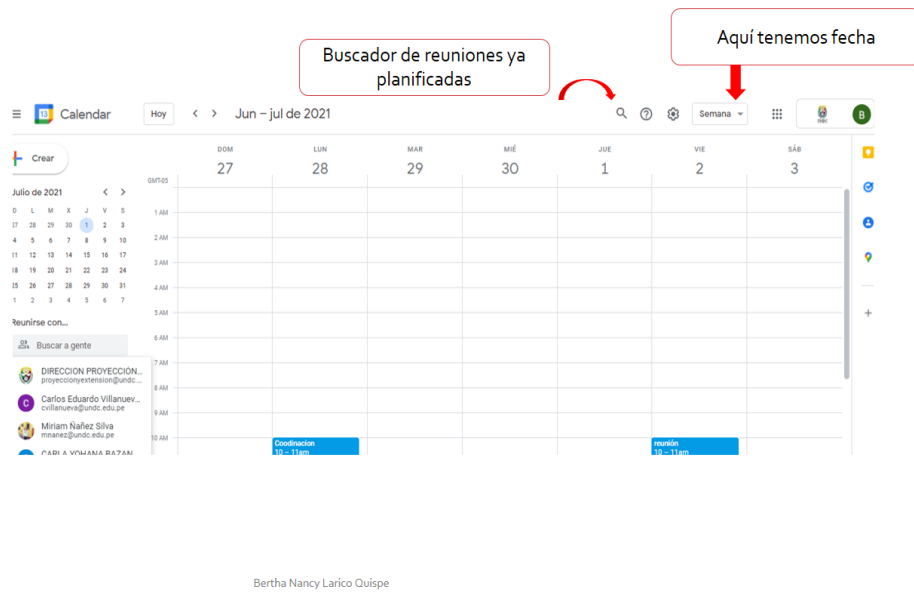 Aquí tenemos fecha
Buscador de reuniones ya
planificadas
13 Calendar Hoy Jun – jul de 2021 Semana B
Crear
DOM LUN MAR MIÉ JUE VIE SÁB
27 28 29 30 1 2 3
GMT-05
Julio de 2021
D L M X J V S
27 28 29 30 1 2 3
4 5 6 7 8 9 10
11 12 13 14 15 16 17
18 19 20 21 22 23 24
25 26 27 28 29 30 31
1 2 3 4 5 6 7
Reunirse con...
Buscar a gente
DIRECCION PROYECCIÓN...
proyeccionyextension@undc...
C Carlos Eduardo Villanuev...
cvillanueva@undc.edu.pe
Miriam Ñañez Silva
mnanez@undc.edu.pe
CARLA YOHANA BAZAN
1 AM
2 AM
3 AM
4 AM
5 AM
6 AM
7 AM
8 AM
9 AM
10 AM
Coodinacion
10 – 11am
reunión
10 – 11am
Bertha Nancy Larico Quispe